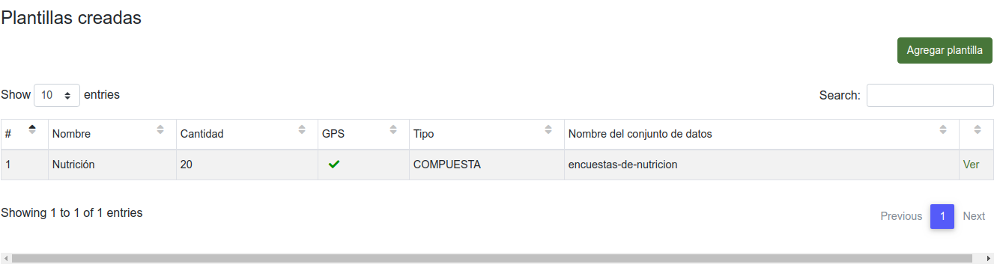 Plantillas creadas
Agregar plantilla
Show 10 entries Search:
# Nombre Cantidad GPS Tipo Nombre del conjunto de datos
1 Nutrición 20 COMPUESTA encuestas-de-nutricion Ver
Showing 1 to 1 of 1 entries Previous 1 Next